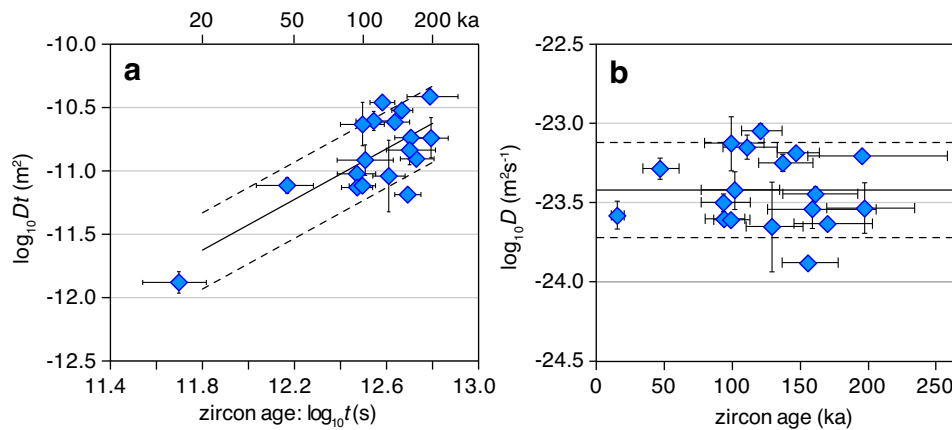 20 50 100 200 ka
a
-10.0
-10.5
-11.0
-11.5
-12.0
-12.5
log₁₀Dt (m²)
11.4 11.8 12.2 12.6 13.0
zircon age: log₁₀t(s)
b
-22.5
-23.0
-23.5
-24.0
-24.5
log₁₀D (m²s⁻¹)
0 50 100 150 200 250
zircon age (ka)